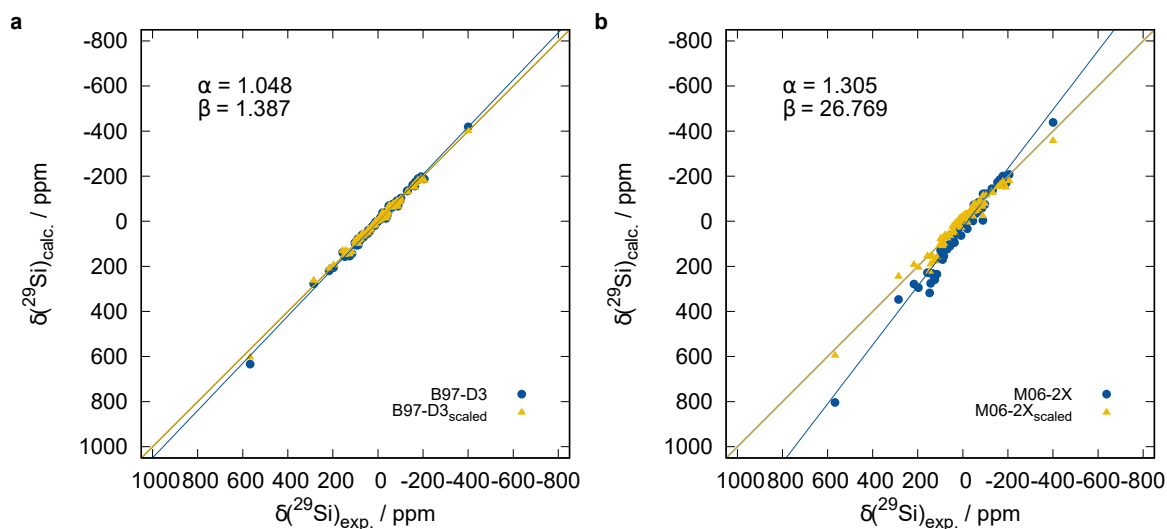 a
-800
-600
-400
-200
0
200
400
600
800
1000
δ(²⁹Si)calc. / ppm
α = 1.048
β = 1.387
B97-D3
B97-D3scaled
1000 800 600 400 200 0 -200 -400 -600 -800
δ(²⁹Si)exp. / ppm
b
-800
-600
-400
-200
0
200
400
600
800
1000
δ(²⁹Si)calc. / ppm
α = 1.305
β = 26.769
M06-2X
M06-2Xscaled
1000 800 600 400 200 0 -200 -400 -600 -800
δ(²⁹Si)exp. / ppm